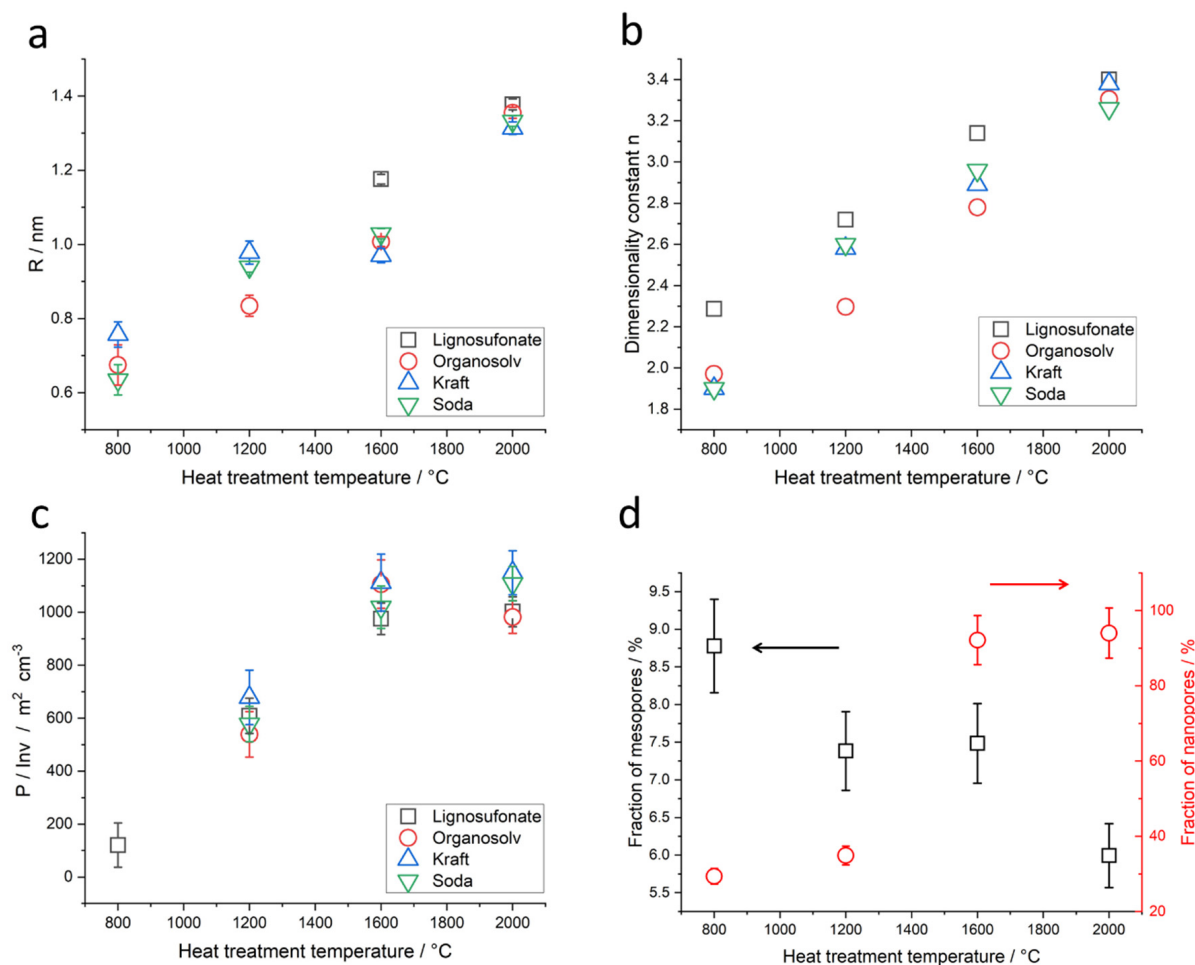 a
1.4
1.2
1.0
0.8
0.6
R / nm
800 1000 1200 1400 1600 1800 2000
Heat treatment tempeature / °C
Lignosufonate
Organosolv
Kraft
Soda
b
3.4
3.2
3.0
2.8
2.6
2.4
2.2
2.0
1.8
Dimensionality constant n
800 1000 1200 1400 1600 1800 2000
Heat treatment temperature / °C
Lignosufonate
Organosolv
Kraft
Soda
c
1200
1000
800
600
400
200
0
P / Inv / m² cm⁻³
800 1000 1200 1400 1600 1800 2000
Heat treatment temperature / °C
Lignosufonate
Organosolv
Kraft
Soda
d
9.5
9.0
8.5
8.0
7.5
7.0
6.5
6.0
5.5
Fraction of mesopores / %
100
80
60
40
20
Fraction of nanopores / %
800 1000 1200 1400 1600 1800 2000
Heat treatment temperature / °C